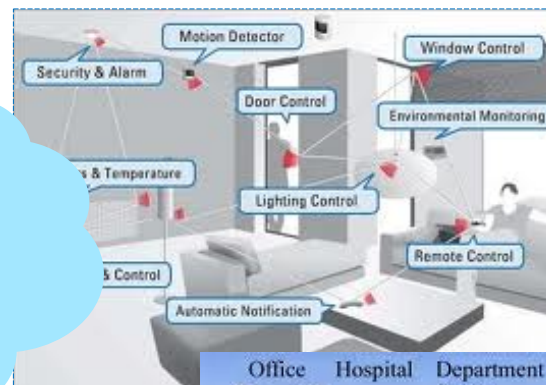 Motion Detector
Window Control
Security & Alarm
Door Control
Environmental Monitoring
& Temperature
Lighting Control
& Control
Remote Control
Automatic Notification
Office Hospital Department